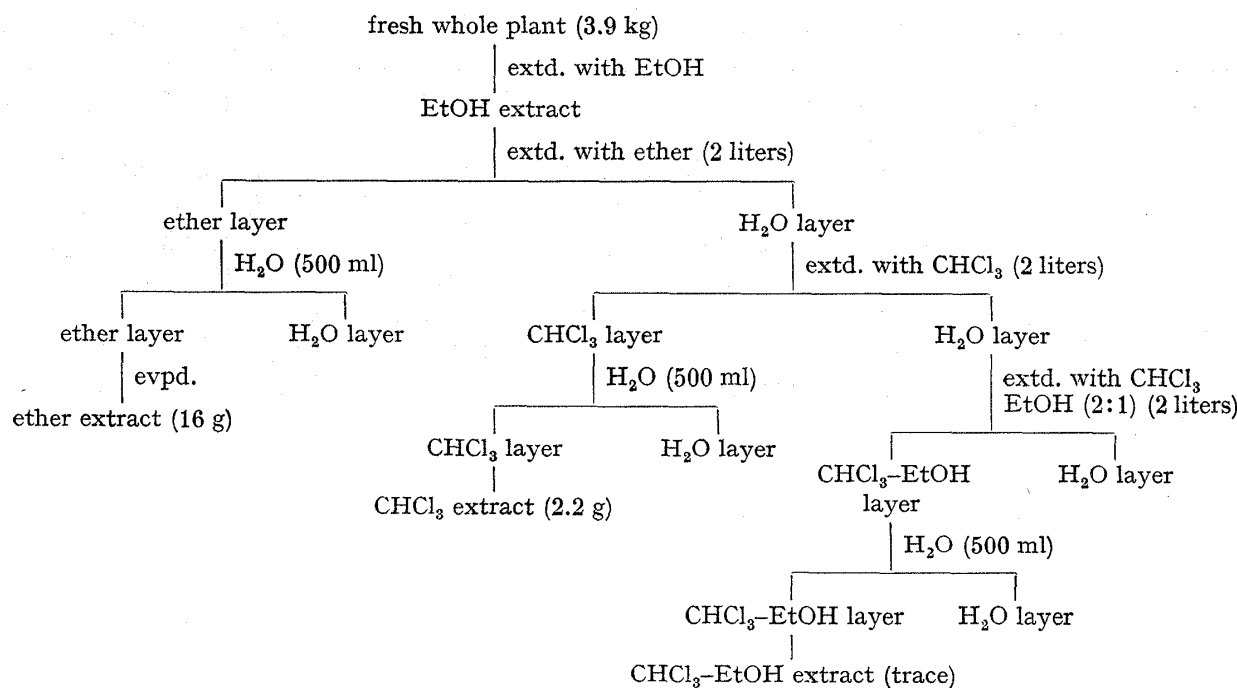 fresh whole plant (3.9 kg)
extd. with EtOH
EtOH extract
extd. with ether (2 liters)
ether layer
H₂O layer
H₂O (500 ml)
extd. with CHCl₃ (2 liters)
ether layer
H₂O layer
CHCl₃ layer
H₂O layer
evpd.
H₂O (500 ml)
extd. with CHCl₃
EtOH (2:1) (2 liters)
ether extract (16 g)
CHCl₃ layer
H₂O layer
CHCl₃–EtOH
layer
H₂O layer
CHCl₃ extract (2.2 g)
H₂O (500 ml)
CHCl₃–EtOH layer
H₂O layer
CHCl₃–EtOH extract (trace)